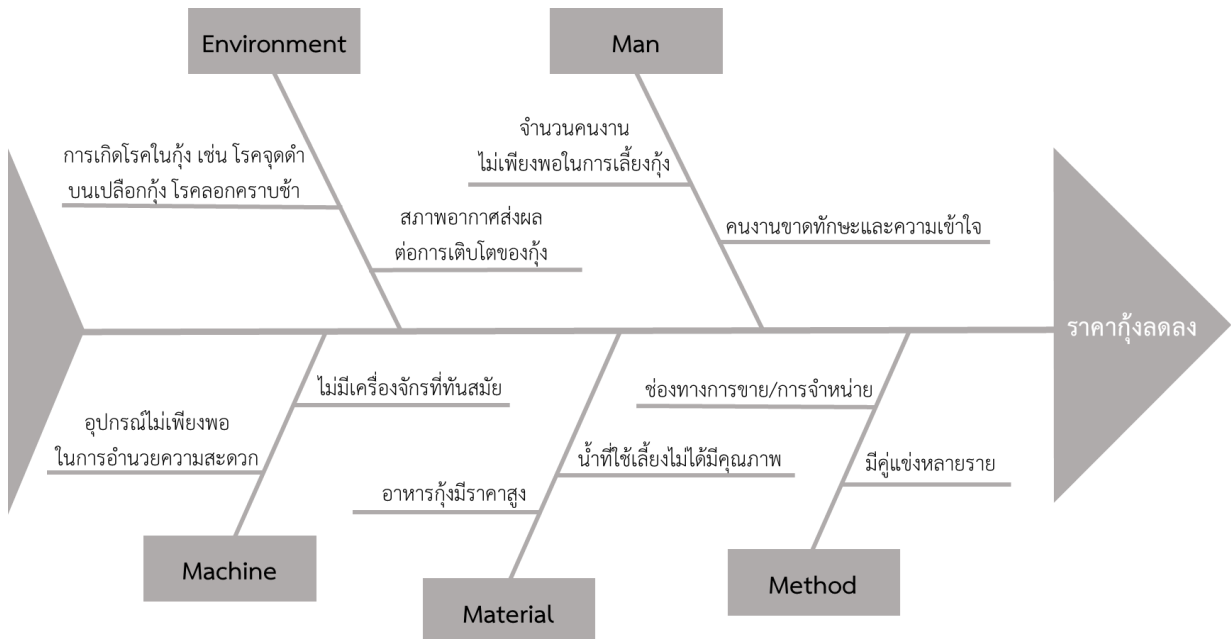 Environment
Man
จำนวนคนงาน
ไม่เพียงพอในการเลี้ยงกุ้ง
การเกิดโรคในกุ้ง เช่น โรคจุดดำ
บนเปลือกกุ้ง โรคลอกคราบช้า
สภาพอากาศส่งผล
ต่อการเติบโตของกุ้ง
คนงานขาดทักษะและความเข้าใจ
ราคากุ้งลดลง
ไม่มีเครื่องจักรที่ทันสมัย
อุปกรณ์ไม่เพียงพอ
ในการอำนวยความสะดวก
ช่องทางการขาย/การจำหน่าย
น้ำที่ใช้เลี้ยงไม่ได้มีคุณภาพ
มีคู่แข่งหลายราย
อาหารกุ้งมีราคาสูง
Machine
Material
Method